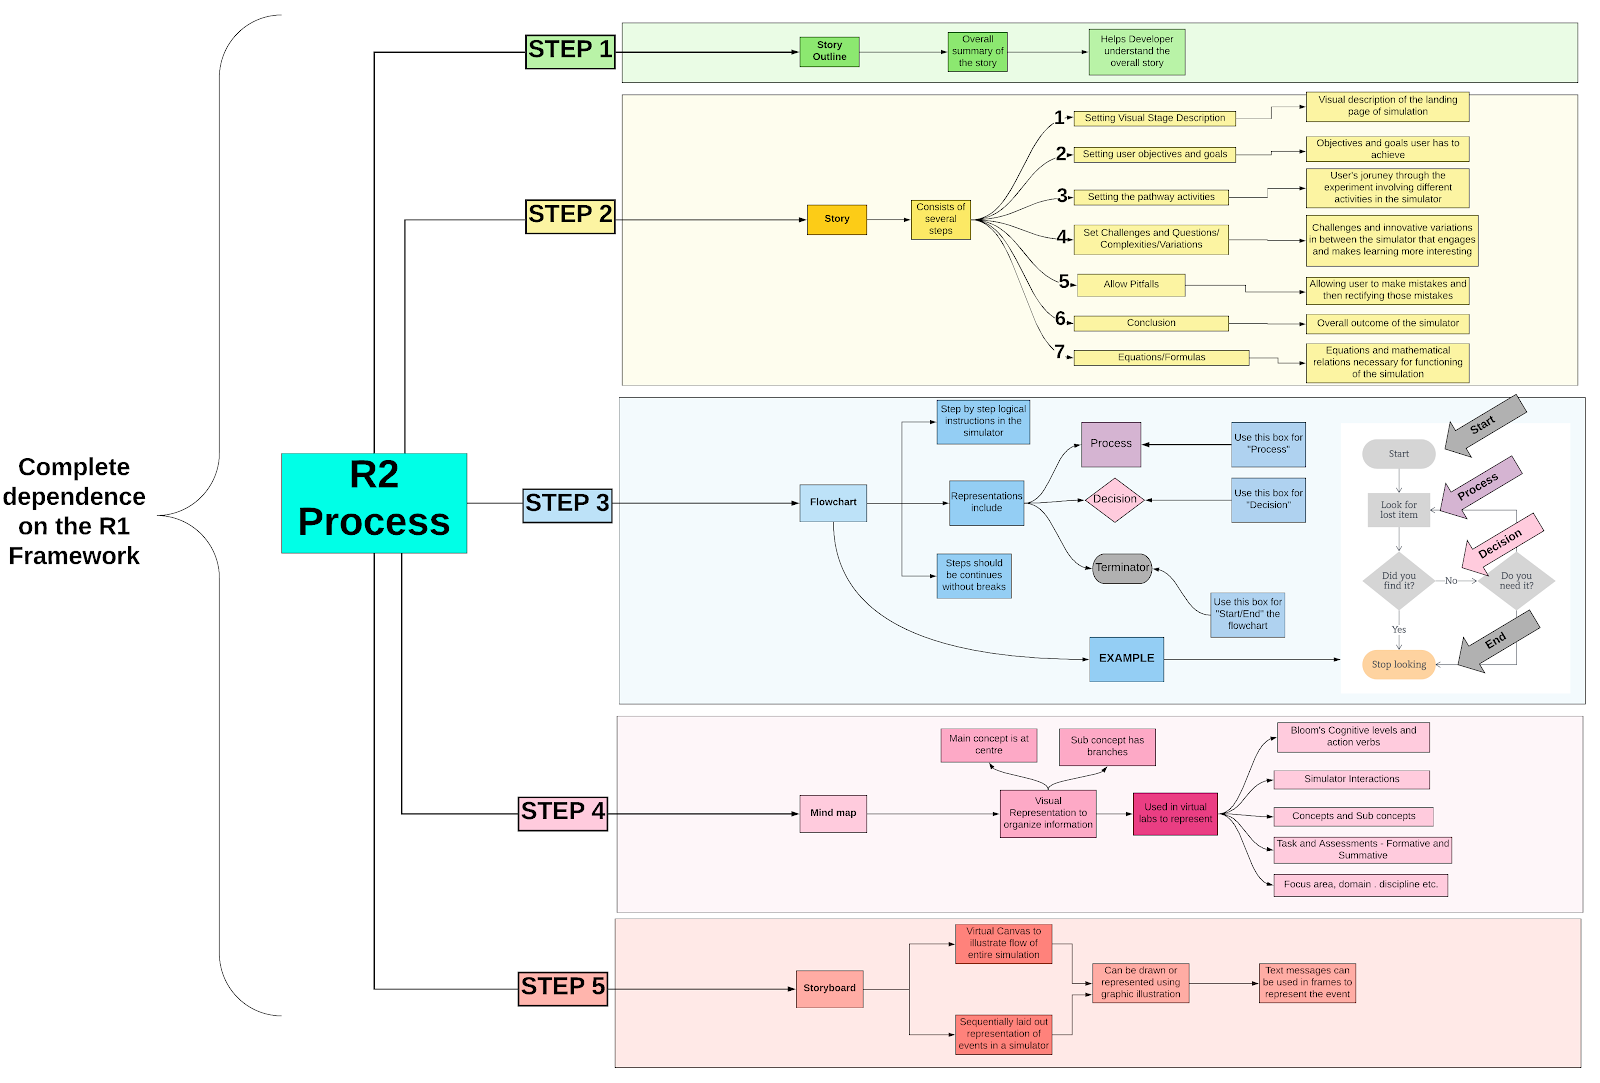 Complete
dependence
on the R1
Framework
R2
Process
STEP 1
Story
Outline
Overall
summary of
the story
Helps Developer
understand the
overall story
STEP 2
Story
Consists of
several
steps
1
Setting Visual Stage Description
Visual description of the landing
page of simulation
2
Setting user objectives and goals
Objectives and goals user has to
achieve
3
Setting the pathway activities
User's joruney through the
experiment involving different
activities in the simulator
4
Set Challenges and Questions/
Complexities/Variations
Challenges and innovative variations
in between the simulator that engages
and makes learning more interesting
5
Allow Pitfalls
Allowing user to make mistakes and
then rectifying those mistakes
6
Conclusion
Overall outcome of the simulator
7
Equations/Formulas
Equations and mathematical
relations necessary for functioning
of the simulation
STEP 3
Flowchart
Step by step logical
instructions in the
simulator
Representations
include
Steps should
be continues
without breaks
Process
Use this box for
"Process"
Decision
Use this box for
"Decision"
Terminator
Use this box for
"Start/End" the
flowchart
EXAMPLE
Start
Start
Look for
lost item
Process
Decision
Did you
find it?
No
Do you
need it?
Yes
End
Stop looking
STEP 4
Mind map
Main concept is at
centre
Sub concept has
branches
Visual
Representation to
organize information
Used in virtual
labs to represent
Bloom's Cognitive levels and
action verbs
Simulator Interactions
Concepts and Sub concepts
Task and Assessments - Formative and
Summative
Focus area, domain . discipline etc.
STEP 5
Storyboard
Virtual Canvas to
illustrate flow of
entire simulation
Sequentially laid out
representation of
events in a simulator
Can be drawn or
represented using
graphic illustration
Text messages can
be used in frames to
represent the event